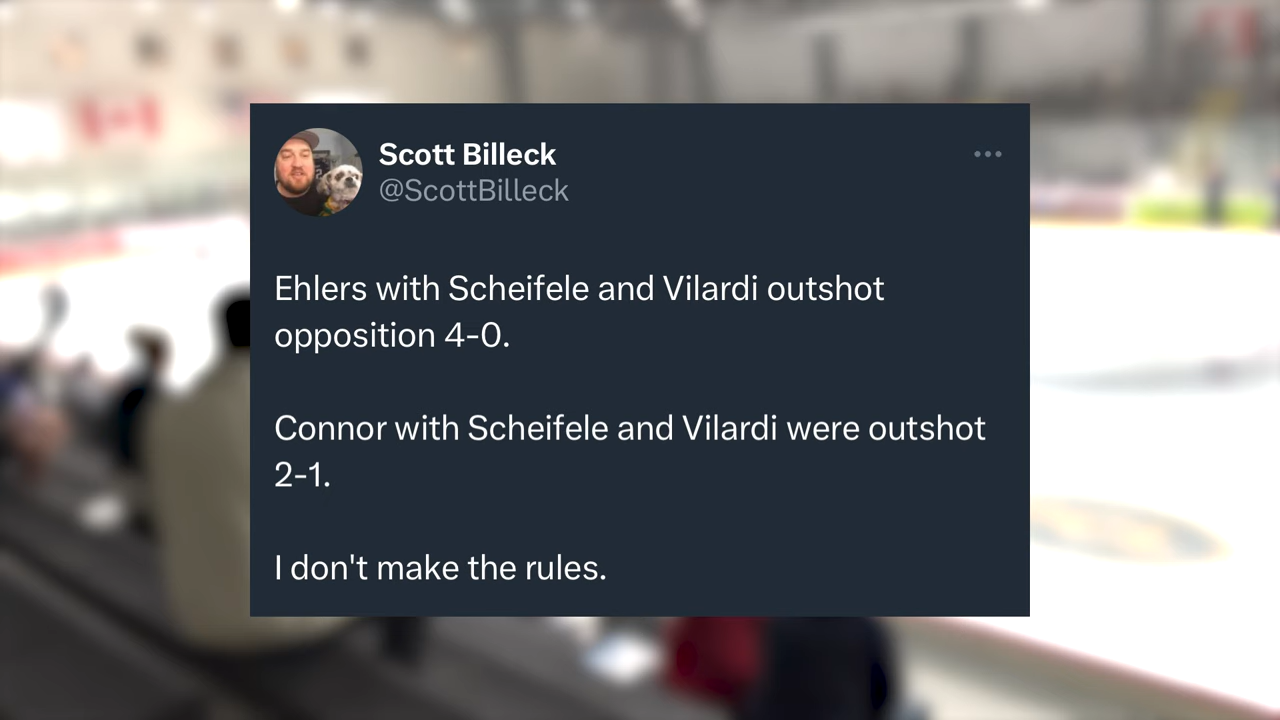 Scott Billeck
@ScottBilleck
Ehlers with Scheifele and Vilardi outshot
opposition 4-0.
Connor with Scheifele and Vilardi were outshot
2-1.
I don't make the rules.